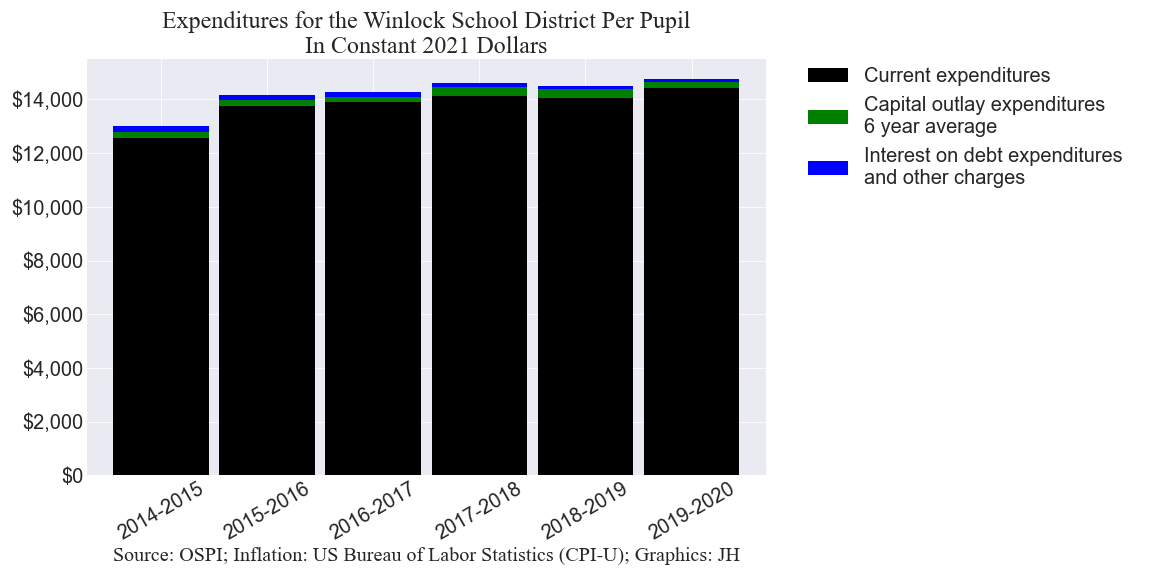 Expenditures for the Winlock School District Per Pupil
In Constant 2021 Dollars
$14,000
$12,000
$10,000
$8,000
$6,000
$4,000
$2,000
$0
2014-2015
2015-2016
2016-2017
2017-2018
2018-2019
2019-2020
Source: OSPI; Inflation: US Bureau of Labor Statistics (CPI-U); Graphics: JH
Current expenditures
Capital outlay expenditures
6 year average
Interest on debt expenditures
and other charges